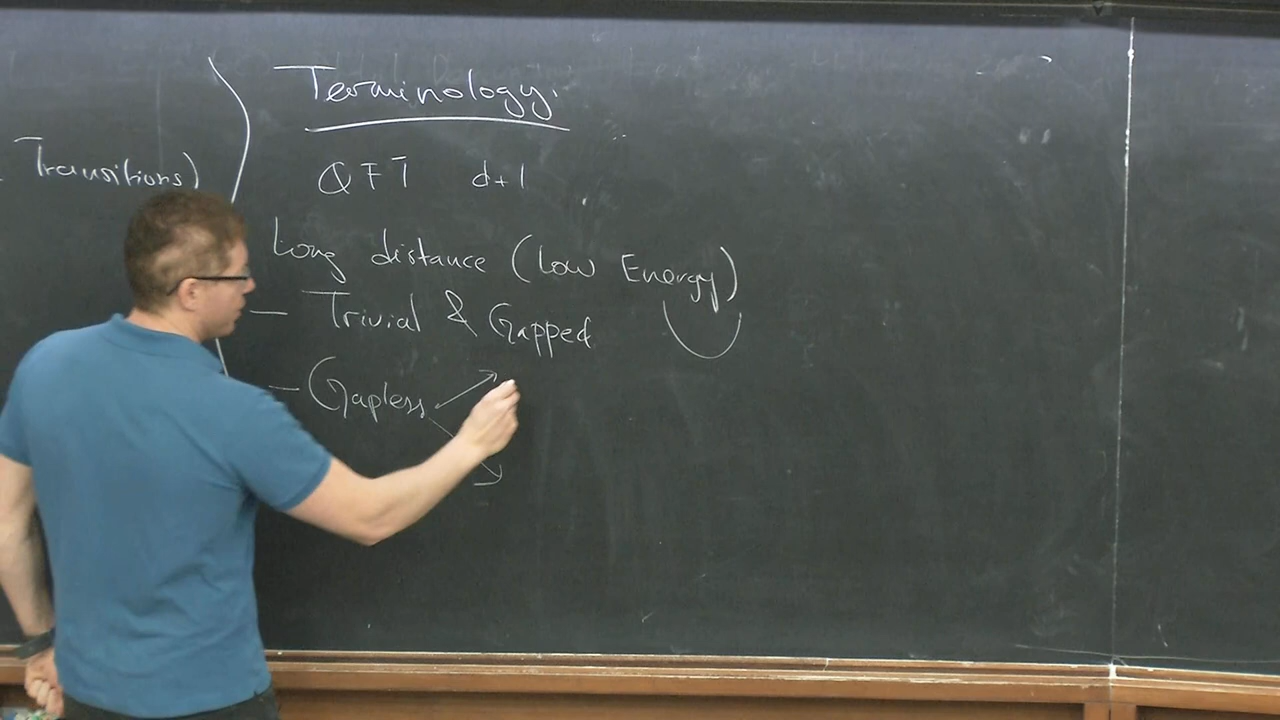 Transitions)
Terminology.
QFT d+1
Long distance (Low Energy)
— Trivial & Gapped
— Gapless